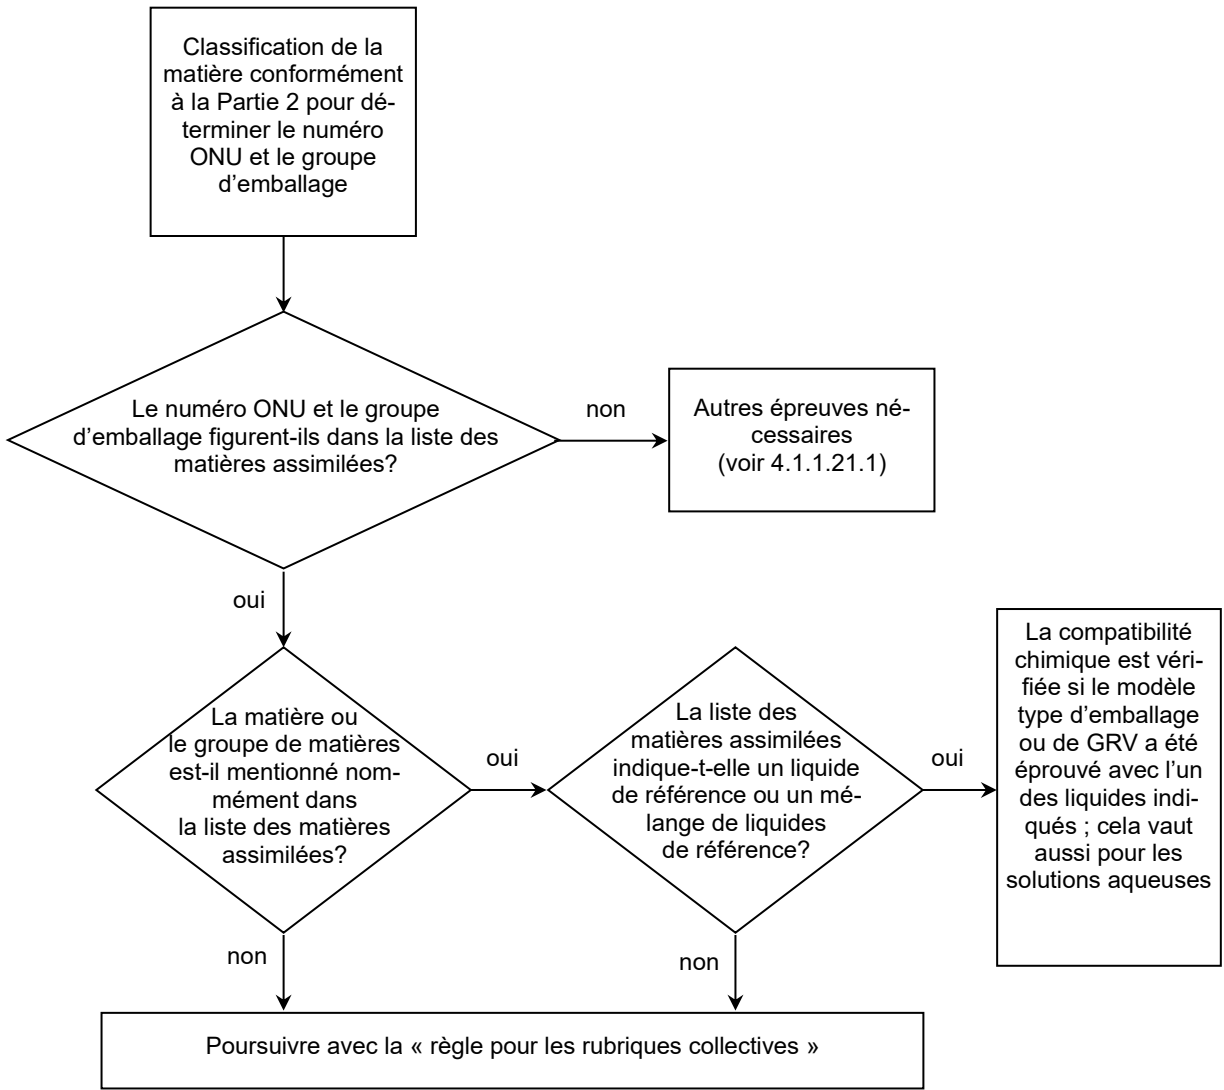 Classification de la
matière conformément
à la Partie 2 pour dé-
terminer le numéro
ONU et le groupe
d’emballage
Le numéro ONU et le groupe
d’emballage figurent-ils dans la liste des
matières assimilées?
non
Autres épreuves né-
cessaires
(voir 4.1.1.21.1)
oui
La matière ou
le groupe de matières
est-il mentionné nom-
mément dans
la liste des matières
assimilées?
oui
La liste des
matières assimilées
indique-t-elle un liquide
de référence ou un mé-
lange de liquides
de référence?
oui
La compatibilité
chimique est véri-
fiée si le modèle
type d’emballage
ou de GRV a été
éprouvé avec l’un
des liquides indi-
qués ; cela vaut
aussi pour les
solutions aqueuses
non
non
Poursuivre avec la « règle pour les rubriques collectives »